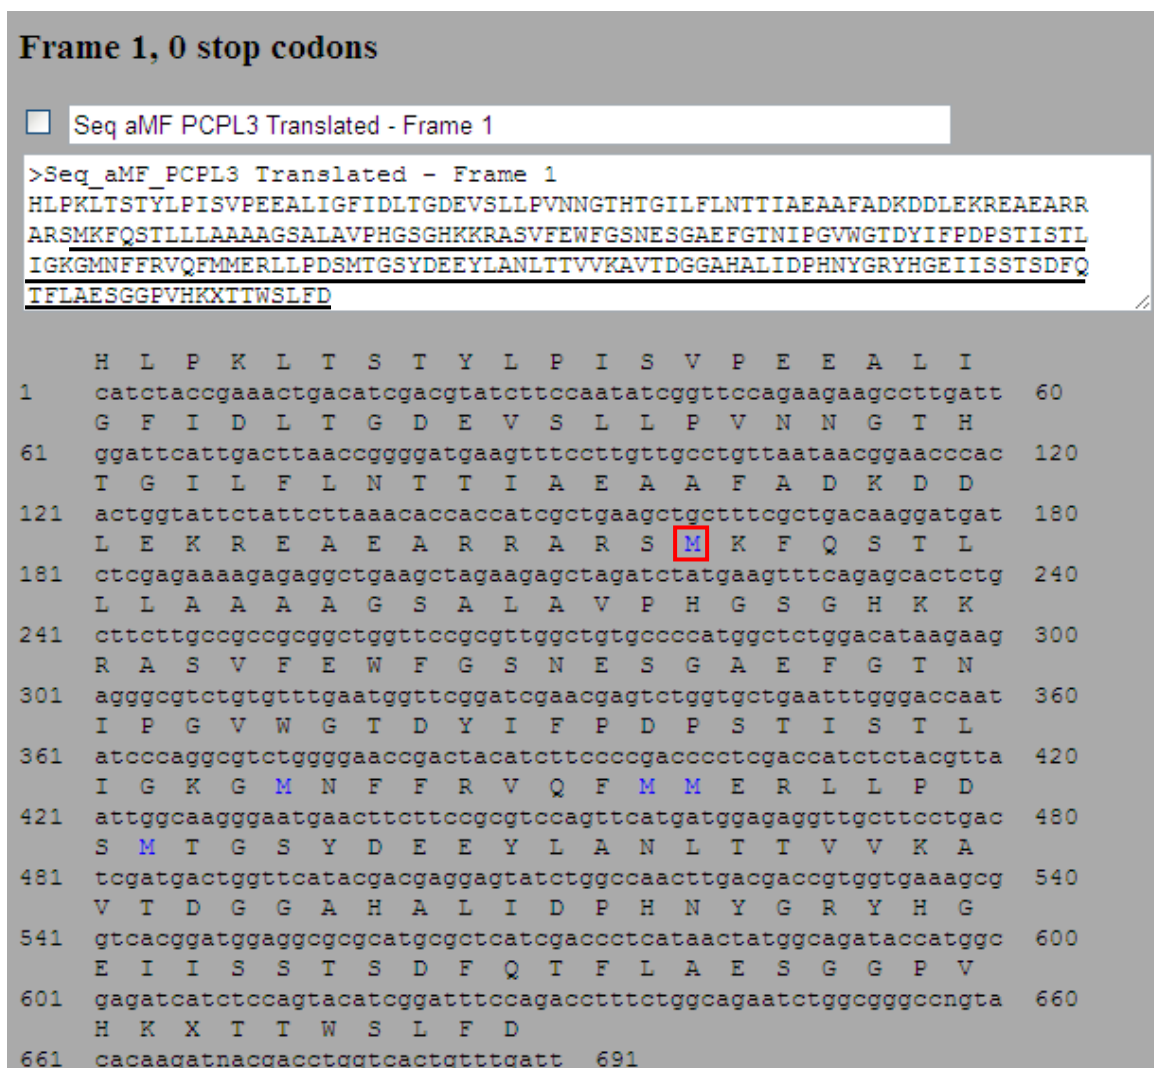 Frame 1, 0 stop codons
Seq aMF PCPL3 Translated - Frame 1
>Seq_aMF_PCPL3 Translated - Frame 1
HLPKLTSTYLPISVPEEALIGFIDLTGDEVSLLPVNNGTHTGILFLNTTIAEAAFADKDDLEKREAEARR
ARSMKFQSTLLLAAAAGSALAVPHGSGHKKRASVFEWFGSNESGAEFGTNIPGVWGTDYIFPDPSTISTL
IGKGMNFFRVQFMMERLLPDSMTGSYDEEYLANLTTVVKAVTDGGAHALIDPHNYGRYHGEIISSTSDFQ
TFLAESGGPVHKXTTWSLFD
H L P K L T S T Y L P I S V P E E A L I
1 catctaccgaaactgacatcgacgtatcttccaatatcggttccagaagaagccttgatt 60
G F I D L T G D E V S L L P V N N G T H
61 ggattcattgacttaaccggggatgaagtttccttgttgcctgttaataacggaacccac 120
T G I L F L N T T I A E A A F A D K D D
121 actggtattctattcttaaacaccaccatcgctgaagctgctttcgctgacaaggatgat 180
L E K R E A E A R R A R S M K F Q S T L
181 ctcgagaaaagagaggctgaagctagaagagctagatctatgaagtttcagagcactctg 240
L L A A A A G S A L A V P H G S G H K K
241 cttcttgccgccgcggctggttccgcgttggctgtgccccatggctctggacataagaag 300
R A S V F E W F G S N E S G A E F G T N
301 agggcgtctgtgtttgaatggttcggatcgaacgagtctggtgctgaatttgggaccaat 360
I P G V W G T D Y I F P D P S T I S T L
361 atcccaggcgtctggggaaccgactacatcttccccgacccctcgaccatctctacgtta 420
I G K G M N F F R V Q F M M E R L L P D
421 attggcaagggaatgaacttcttccgcgtccagttcatgatggagaggttgcttcctgac 480
S M T G S Y D E E Y L A N L T T V V K A
481 tcgatgactggttcatacgacgaggagtatctggccaacttgacgaccgtggtgaaagcg 540
V T D G G A H A L I D P H N Y G R Y H G
541 gtcacggatggaggcgcgcatgcgctcatcgaccctcataactatggcagataccatggc 600
E I I S S T S D F Q T F L A E S G G P V
601 gagatcatctccagtacatcggatttccagacctttctggcagaatctggcgggccngta 660
H K X T T W S L F D
661 cacaagatnacgacctggtcactgtttgatt 691